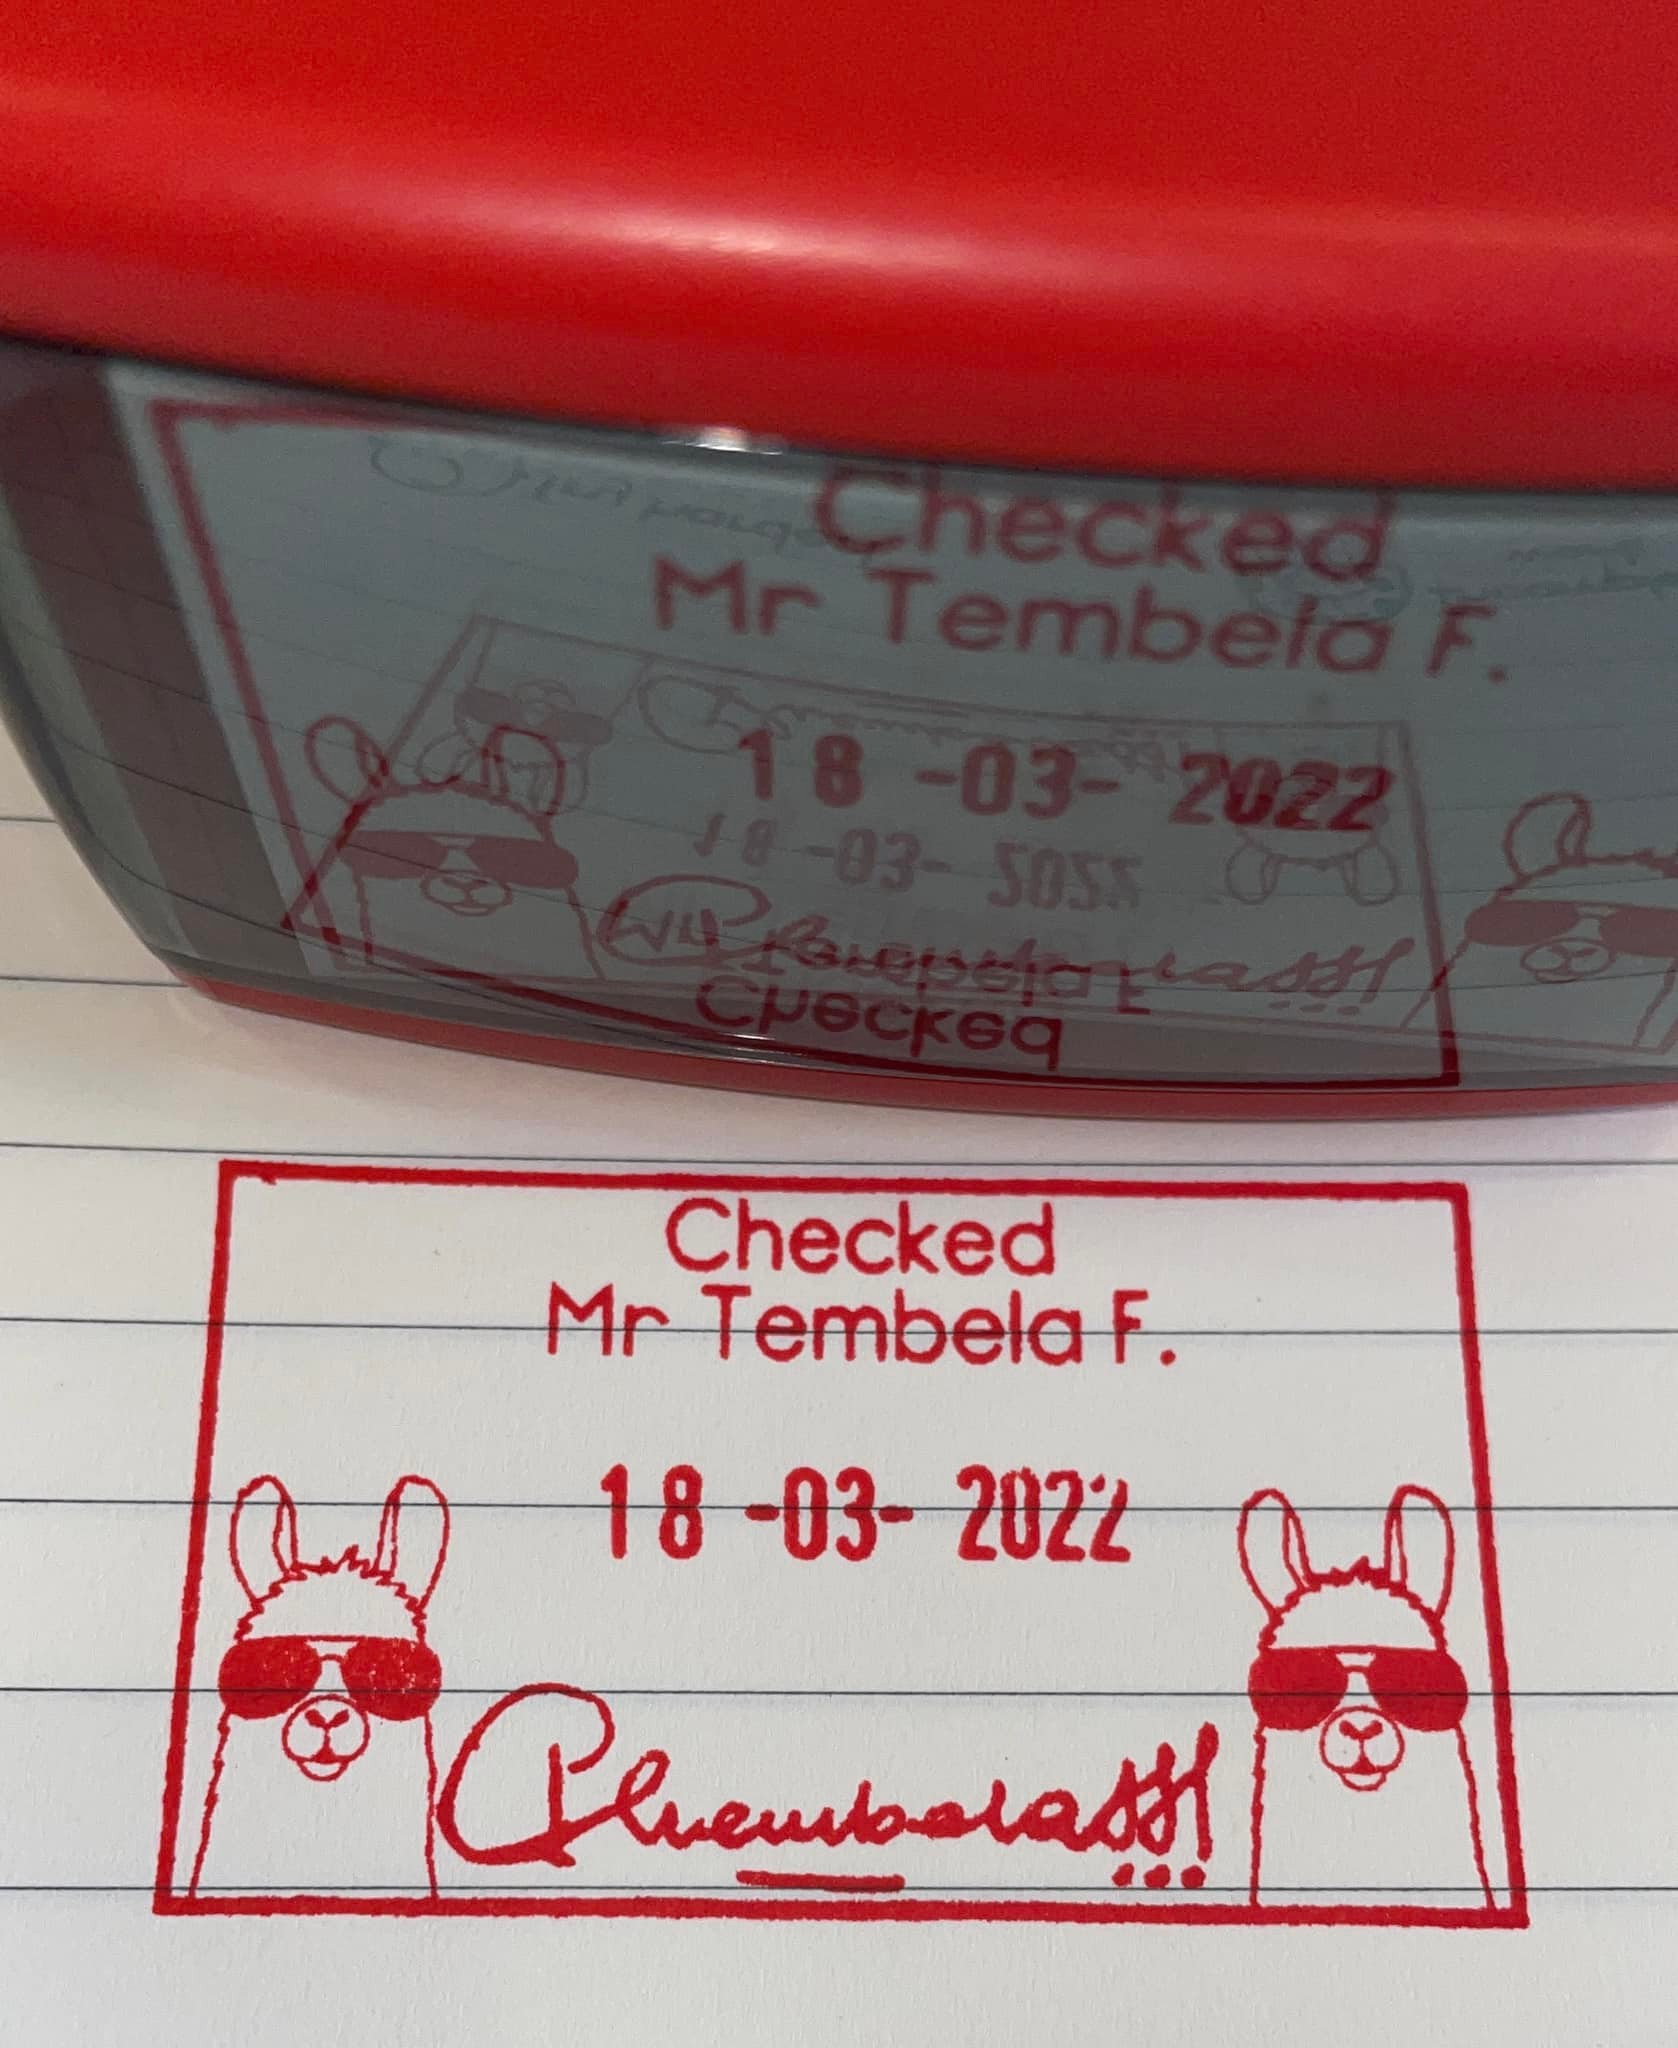 Checked
Mr Tembela F.
18 -03- 2022
Checked
Mr Tembela F.
18 -03- 2022